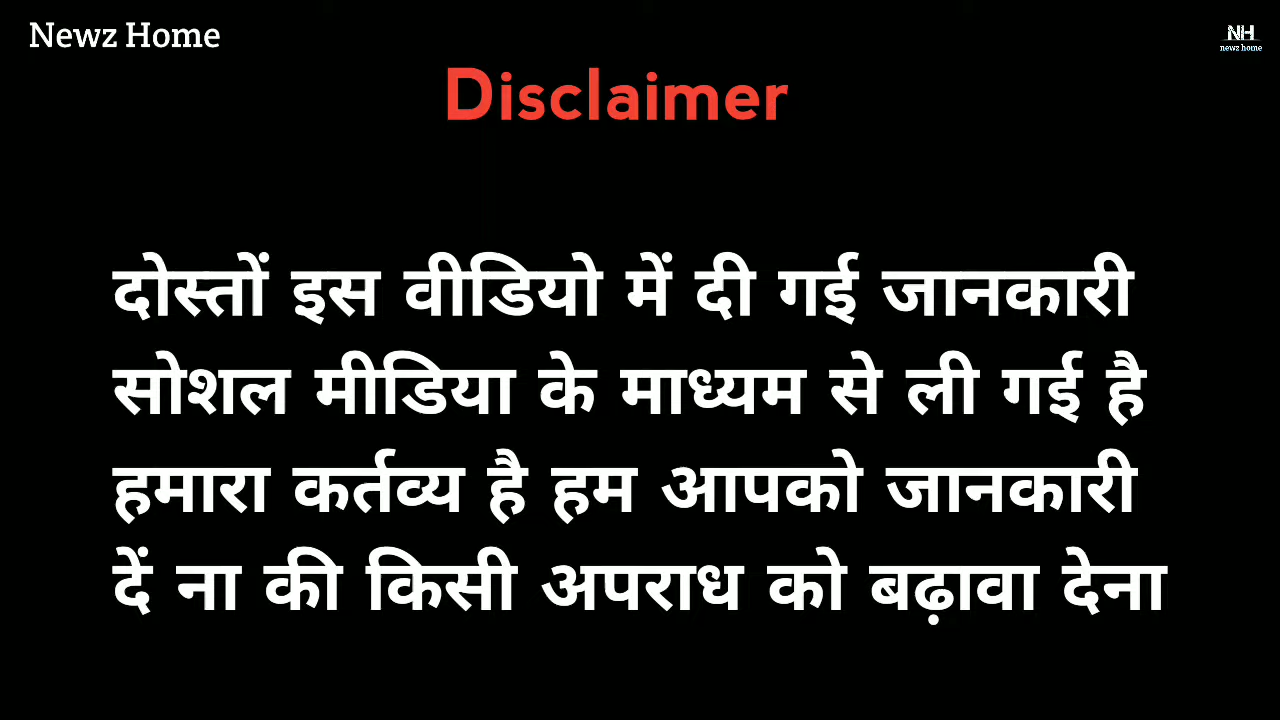 Newz Home
NH
newz home
Disclaimer
दोस्तों इस वीडियो में दी गई जानकारी
सोशल मीडिया के माध्यम से ली गई है
हमारा कर्तव्य है हम आपको जानकारी
दें ना की किसी अपराध को बढ़ावा देना